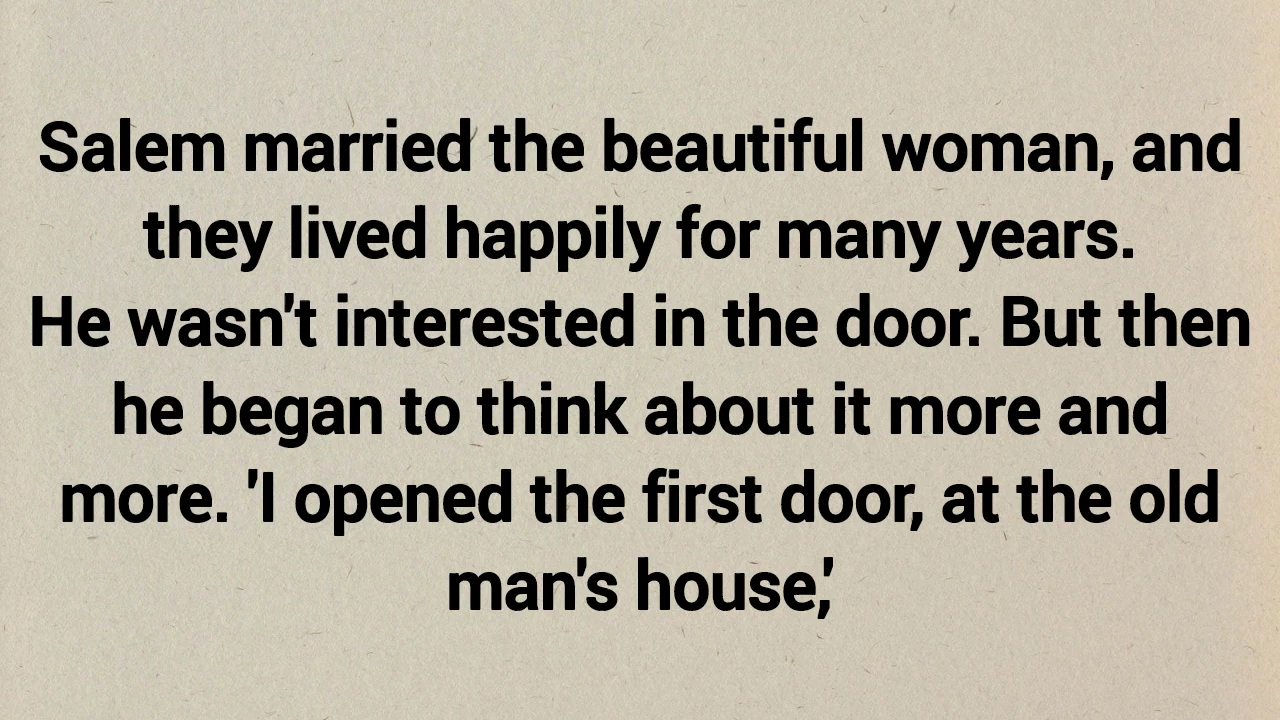 Salem married the beautiful woman, and
they lived happily for many years.
He wasn't interested in the door. But then
he began to think about it more and
more. 'I opened the first door, at the old
man's house,'